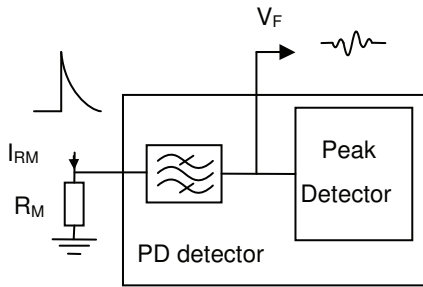 V_F
I_RM
Peak
Detector
R_M
PD detector